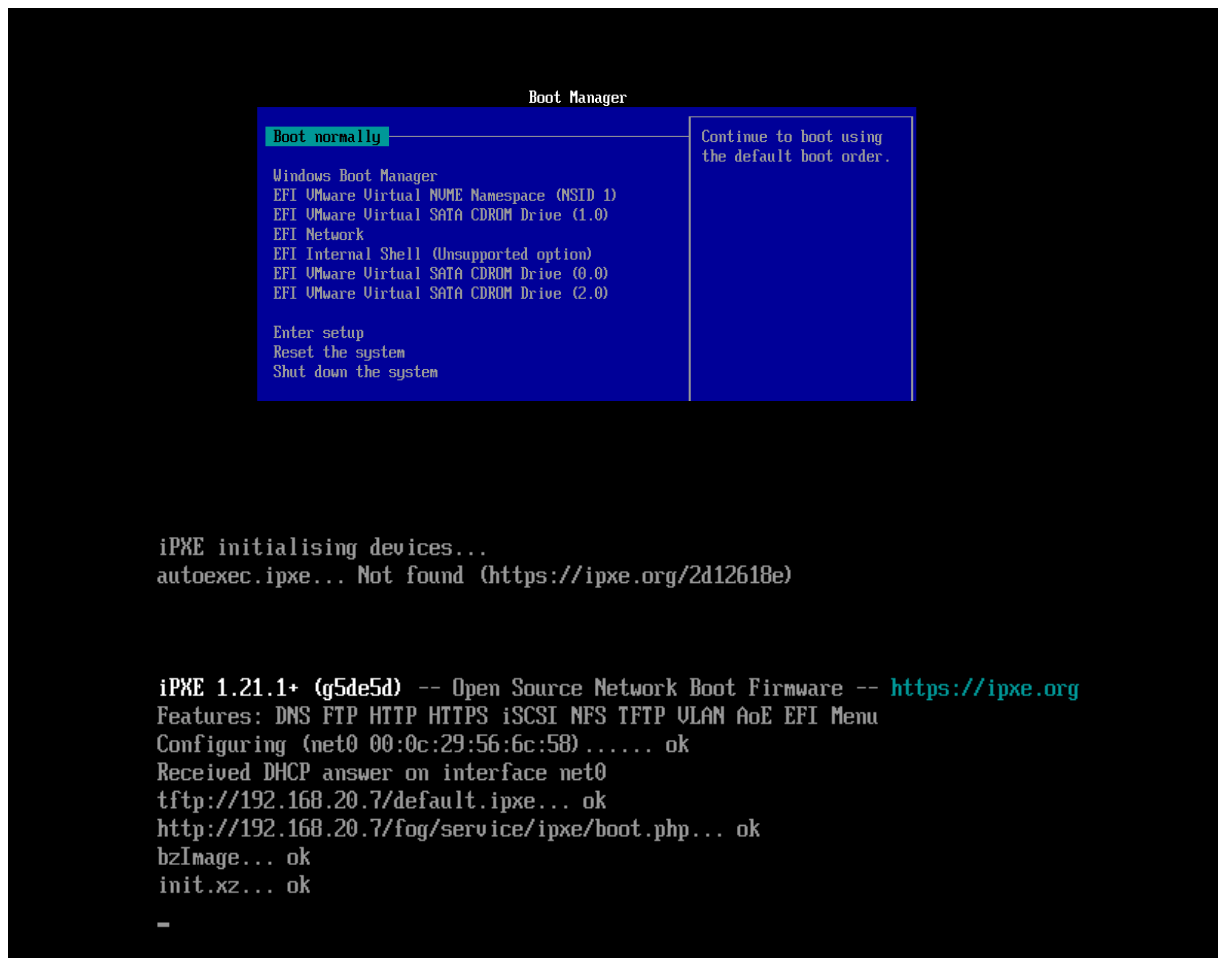 Boot Manager
Boot normally
Continue to boot using
the default boot order.
Windows Boot Manager
EFI VMware Virtual NVME Namespace (NSID 1)
EFI VMware Virtual SATA CDROM Drive (1.0)
EFI Network
EFI Internal Shell (Unsupported option)
EFI VMware Virtual SATA CDROM Drive (0.0)
EFI VMware Virtual SATA CDROM Drive (2.0)
Enter setup
Reset the system
Shut down the system
iPXE initialising devices...
autoexec.ipxe... Not found (https://ipxe.org/2d12618e)
iPXE 1.21.1+ (g5de5d) -- Open Source Network Boot Firmware -- https://ipxe.org
Features: DNS FTP HTTP HTTPS iSCSI NFS TFTP VLAN AoE EFI Menu
Configuring (net0 00:0c:29:56:6c:58)...... ok
Received DHCP answer on interface net0
tftp://192.168.20.7/default.ipxe... ok
http://192.168.20.7/fog/service/ipxe/boot.php... ok
bzImage... ok
init.xz... ok